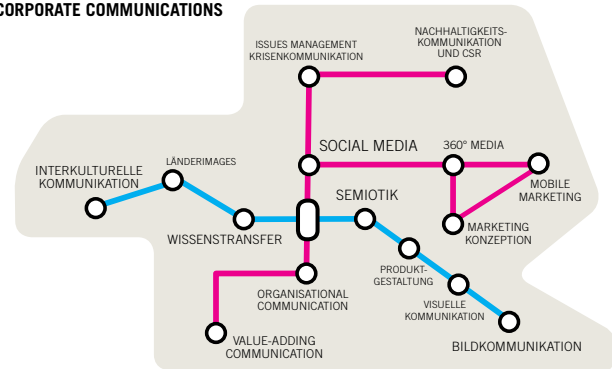 CORPORATE COMMUNICATIONS
NACHHALTIGKEITS-
KOMMUNIKATION
UND CSR
ISSUES MANAGEMENT
KRISENKOMMUNIKATION
SOCIAL MEDIA
360° MEDIA
LÄNDERIMAGES
INTERKULTURELLE
KOMMUNIKATION
MOBILE
MARKETING
SEMIOTIK
WISSENSTRANSFER
MARKETING
KONZEPTION
PRODUKT-
GESTALTUNG
ORGANISATIONAL
COMMUNICATION
VISUELLE
KOMMUNIKATION
VALUE-ADDING
COMMUNICATION
BILDKOMMUNIKATION